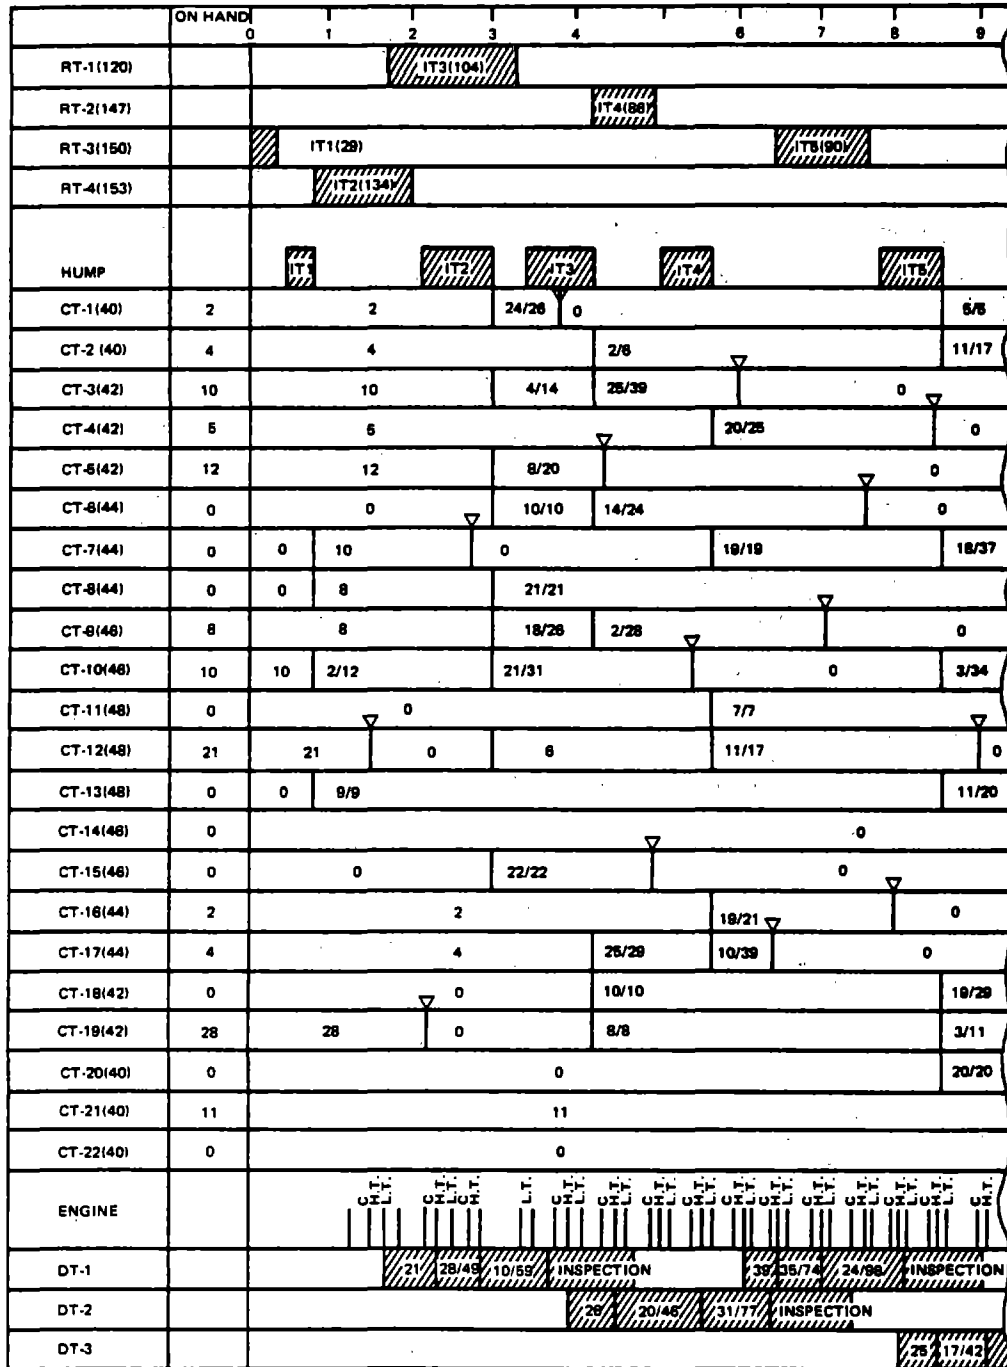 ON HAND 0 1 2 3 4 6 7 8 9
RT-1(120) IT3(104)
RT-2(147) IT4(88)
RT-3(150) IT1(29) IT5(90)
RT-4(153) IT2(134)
HUMP IT1 IT2 IT3 IT4 IT5
CT-1(40) 2 2 24/26 0 5/5
CT-2 (40) 4 4 2/6 11/17
CT-3(42) 10 10 4/14 25/39 0
CT-4(42) 5 5 20/25 0
CT-5(42) 12 12 8/20 0
CT-6(44) 0 0 10/10 14/24 0
CT-7(44) 0 0 10 0 19/19 18/37
CT-8(44) 0 0 8 21/21
CT-9(46) 8 8 18/26 2/28 0
CT-10(46) 10 10 2/12 21/31 0 3/34
CT-11(48) 0 0 7/7
CT-12(48) 21 21 0 6 11/17 0
CT-13(48) 0 0 9/9 11/20
CT-14(46) 0 0
CT-15(46) 0 0 22/22 0
CT-16(44) 2 2 19/21 0
CT-17(44) 4 4 25/29 10/39 0
CT-18(42) 0 0 10/10 19/29
CT-19(42) 28 28 0 8/8 3/11
CT-20(40) 0 0 20/20
CT-21(40) 11 11
CT-22(40) 0 0
ENGINE C H.T. L.T. C H.T. L.T. C H.T. L.T. C H.T. L.T. C H.T. L.T. C H.T. L.T. C H.T. L.T. C H.T. L.T. C H.T. L.T. C H.T. L.T. C H.T. L.T. C H.T. L.T. C H.T.
DT-1 21 28/49 10/59 INSPECTION 39 35/74 24/98 INSPECTION
DT-2 26 20/46 31/77 INSPECTION
DT-3 25 17/42